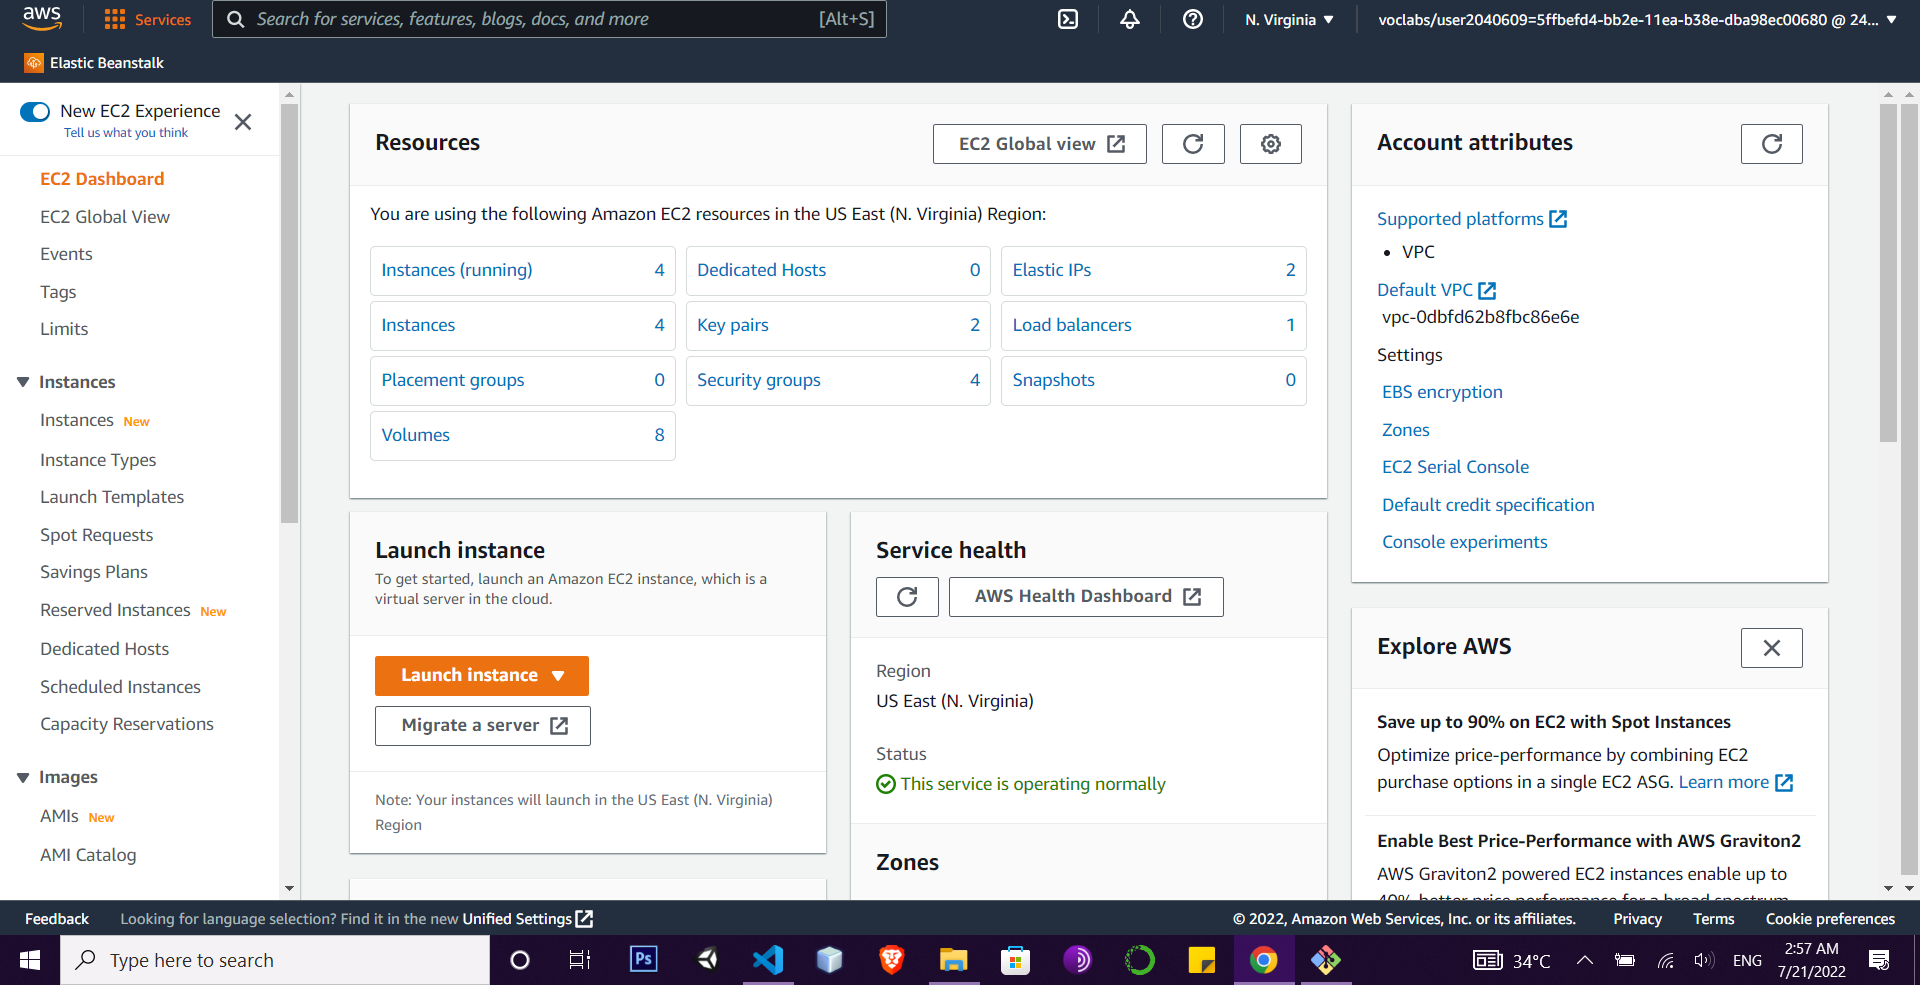 aws
Services
Search for services, features, blogs, docs, and more
[Alt+S]
N. Virginia ▼
voclabs/user2040609=5ffbefd4-bb2e-11ea-b38e-dba98ec00680 @ 24... ▼
Elastic Beanstalk
New EC2 Experience
Tell us what you think
EC2 Dashboard
EC2 Global View
Events
Tags
Limits
Instances
Instances New
Instance Types
Launch Templates
Spot Requests
Savings Plans
Reserved Instances New
Dedicated Hosts
Scheduled Instances
Capacity Reservations
Images
AMIs New
AMI Catalog
Resources
EC2 Global view
You are using the following Amazon EC2 resources in the US East (N. Virginia) Region:
Instances (running) 4
Dedicated Hosts 0
Elastic IPs 2
Instances 4
Key pairs 2
Load balancers 1
Placement groups 0
Security groups 4
Snapshots 0
Volumes 8
Launch instance
To get started, launch an Amazon EC2 instance, which is a
virtual server in the cloud.
Launch instance ▼
Migrate a server
Note: Your instances will launch in the US East (N. Virginia)
Region
Service health
AWS Health Dashboard
Region
US East (N. Virginia)
Status
This service is operating normally
Zones
Account attributes
Supported platforms
• VPC
Default VPC
vpc-0dbfd62b8fbc86e6e
Settings
EBS encryption
Zones
EC2 Serial Console
Default credit specification
Console experiments
Explore AWS
Save up to 90% on EC2 with Spot Instances
Optimize price-performance by combining EC2
purchase options in a single EC2 ASG. Learn more
Enable Best Price-Performance with AWS Graviton2
AWS Graviton2 powered EC2 instances enable up to
40% better price performance for a broad spectrum
Feedback
Looking for language selection? Find it in the new Unified Settings
© 2022, Amazon Web Services, Inc. or its affiliates.
Privacy
Terms
Cookie preferences
Type here to search
Ps
34°C
ENG
2:57 AM
7/21/2022